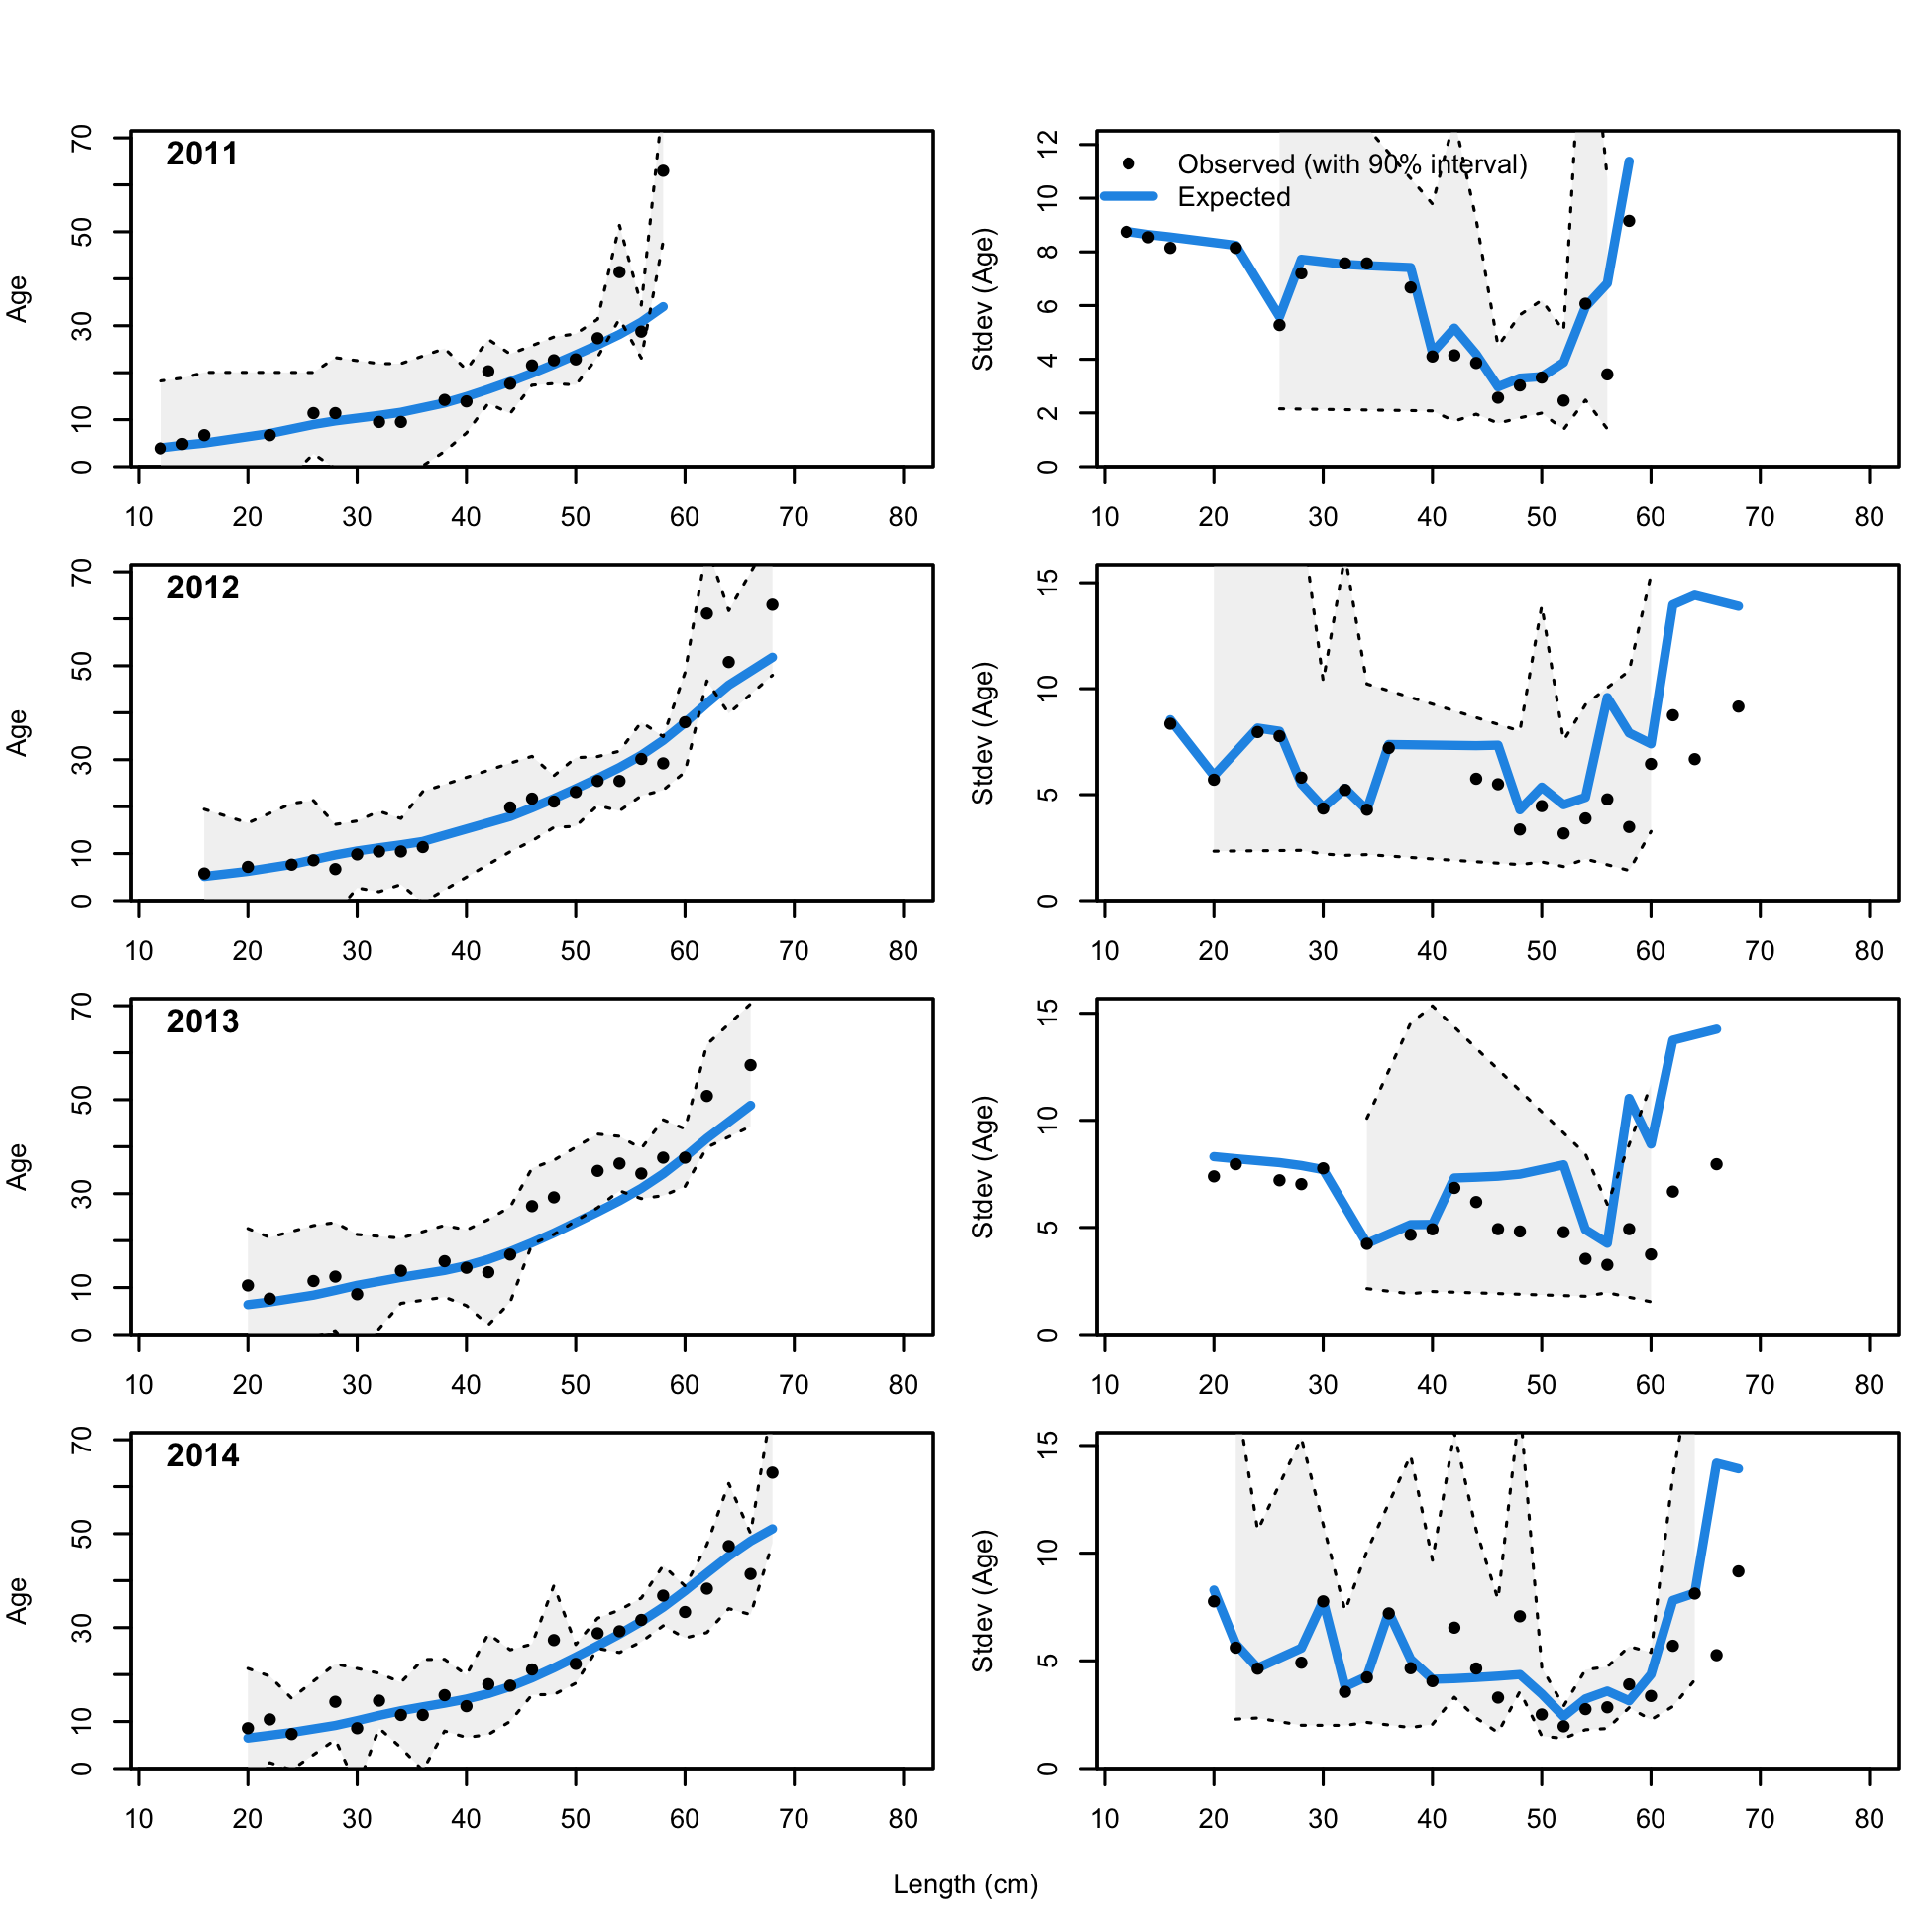 2011
Age
0 10 30 50 70
10 20 30 40 50 60 70 80
Observed (with 90% interval)
Expected
Stdev (Age)
0 2 4 6 8 10 12
10 20 30 40 50 60 70 80
2012
Age
0 10 30 50 70
10 20 30 40 50 60 70 80
Stdev (Age)
0 5 10 15
10 20 30 40 50 60 70 80
2013
Age
0 10 30 50 70
10 20 30 40 50 60 70 80
Stdev (Age)
0 5 10 15
10 20 30 40 50 60 70 80
2014
Age
0 10 30 50 70
10 20 30 40 50 60 70 80
Stdev (Age)
0 5 10 15
10 20 30 40 50 60 70 80
Length (cm)